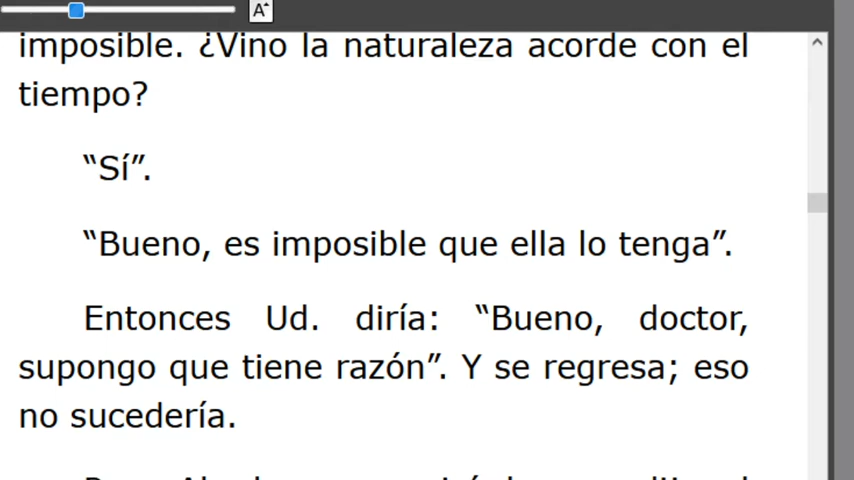 A
imposible. ¿Vino la naturaleza acorde con el
tiempo?
“Sí”.
“Bueno, es imposible que ella lo tenga”.
Entonces Ud. diría: “Bueno, doctor,
supongo que tiene razón”. Y se regresa; eso
no sucedería.